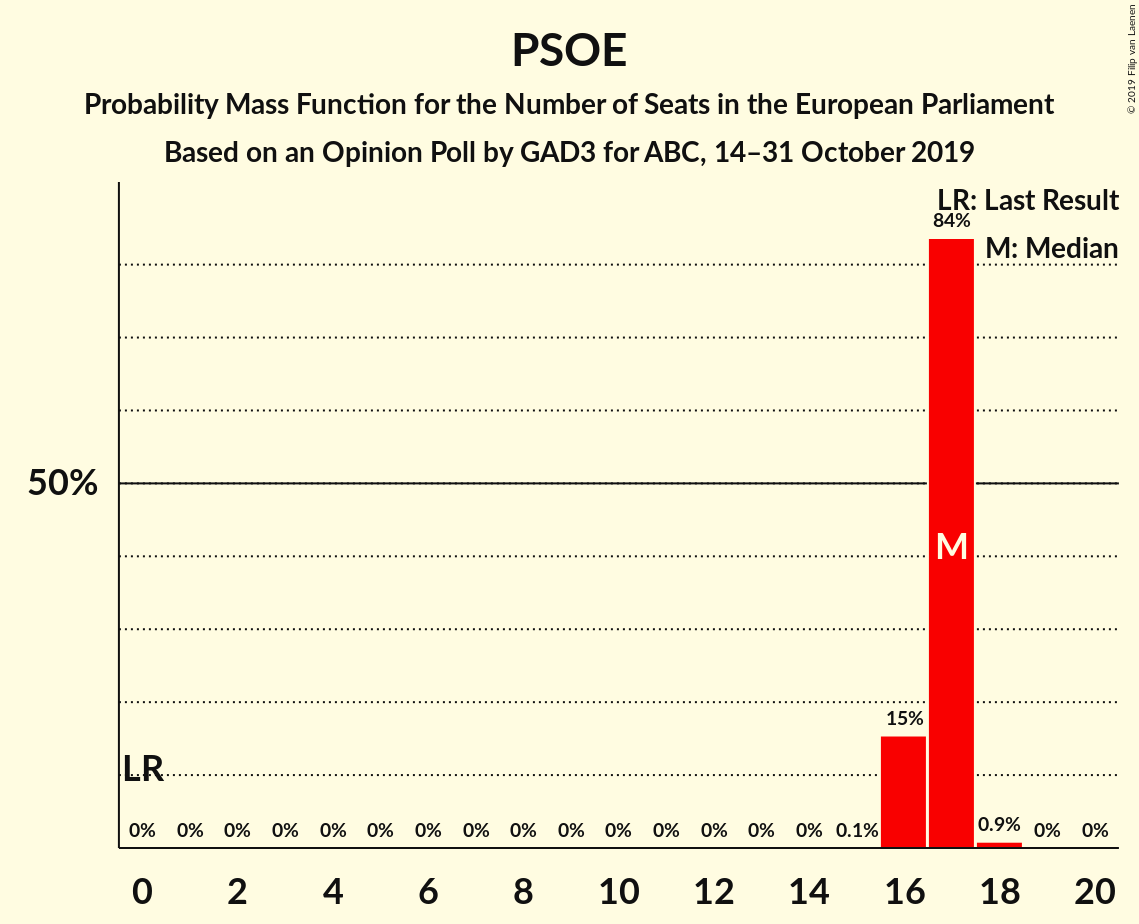 PSOE
Probability Mass Function for the Number of Seats in the European Parliament
Based on an Opinion Poll by GAD3 for ABC, 14–31 October 2019
© 2019 Filip van Laenen
LR: Last Result
84%
M: Median
50%
M
15%
LR
0% 0% 0% 0% 0% 0% 0% 0% 0% 0% 0% 0% 0% 0% 0% 0.1% 0.9% 0% 0%
0 2 4 6 8 10 12 14 16 18 20